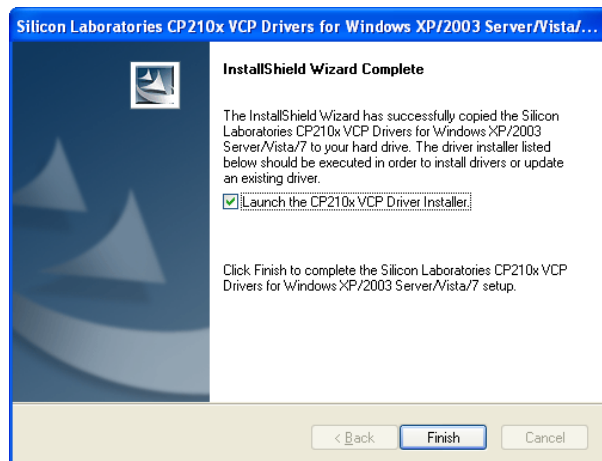 Silicon Laboratories CP210x VCP Drivers for Windows XP/2003 Server/Vista/...
InstallShield Wizard Complete
The InstallShield Wizard has successfully copied the Silicon
Laboratories CP210x VCP Drivers for Windows XP/2003
Server/Vista/7 to your hard drive. The driver installer listed
below should be executed in order to install drivers or update
an existing driver.
Launch the CP210x VCP Driver Installer.
Click Finish to complete the Silicon Laboratories CP210x VCP
Drivers for Windows XP/2003 Server/Vista/7 setup.
< Back Finish Cancel